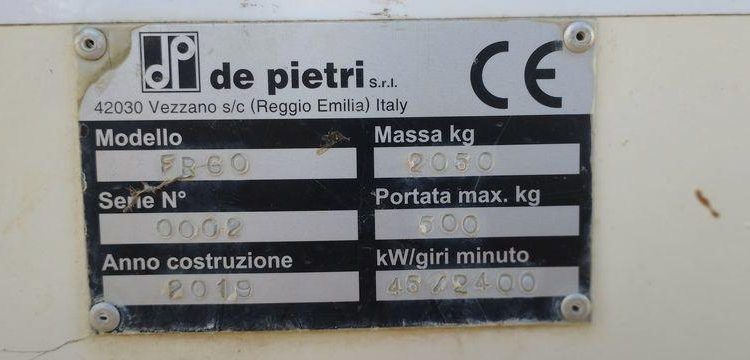 dp de pietri S.r.l.
CE
42030 Vezzano s/c (Reggio Emilia) Italy
Modello
FR60
Massa kg
2050
Serie N°
0002
Portata max. kg
500
Anno costruzione
2019
kW/giri minuto
45/2400